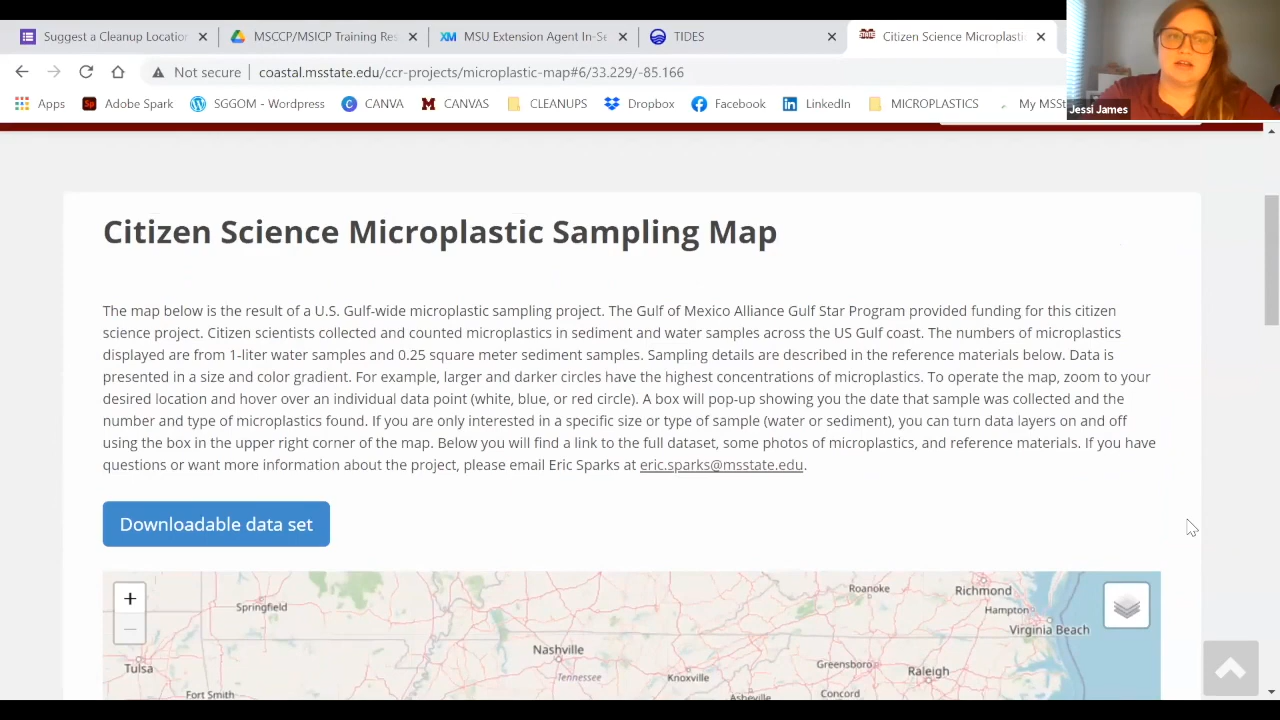 Suggest a Cleanup Locatio
MSCCP/MSICP Training Re
MSU Extension Agent In-Se
TIDES
Citizen Science Microplasti
Not secure
coastal.msstate.edu/ccr-projects/microplastic-map#6/33.229/-85.166
Apps
Adobe Spark
SGGOM - Wordpress
CANVA
CANVAS
CLEANUPS
Dropbox
Facebook
LinkedIn
MICROPLASTICS
My MSSt
Jessi James
Citizen Science Microplastic Sampling Map
The map below is the result of a U.S. Gulf-wide microplastic sampling project. The Gulf of Mexico Alliance Gulf Star Program provided funding for this citizen
science project. Citizen scientists collected and counted microplastics in sediment and water samples across the US Gulf coast. The numbers of microplastics
displayed are from 1-liter water samples and 0.25 square meter sediment samples. Sampling details are described in the reference materials below. Data is
presented in a size and color gradient. For example, larger and darker circles have the highest concentrations of microplastics. To operate the map, zoom to your
desired location and hover over an individual data point (white, blue, or red circle). A box will pop-up showing you the date that sample was collected and the
number and type of microplastics found. If you are only interested in a specific size or type of sample (water or sediment), you can turn data layers on and off
using the box in the upper right corner of the map. Below you will find a link to the full dataset, some photos of microplastics, and reference materials. If you have
questions or want more information about the project, please email Eric Sparks at eric.sparks@msstate.edu.
Downloadable data set
+
−
Springfield
Roanoke
Richmond
Hampton
Virginia Beach
Nashville
Tulsa
Tennessee
Knoxville
Greensboro
Raleigh
Fort Smith
Asheville
Concord